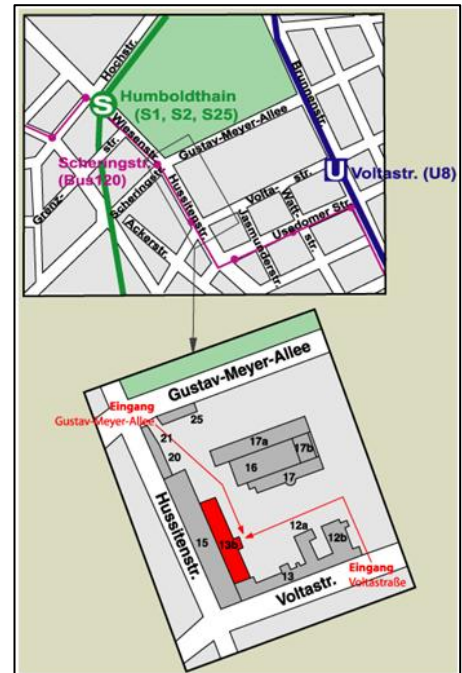 Hochstr.
Brunnenstr.
S
Humboldthain
(S1, S2, S25)
Wiesenstr.
Gustav-Meyer-Allee
Scheringstr.
(Bus120)
Grenz-
str.
Scheringstr.
Hussitenstr.
Ackerstr.
Volta-
str.
U
Voltastr. (U8)
Watt-
str.
Jasmunderstr.
Usedomer Str.
Gustav-Meyer-Allee
Eingang
Gustav-Meyer-Allee
25
21
20
17a
17b
16
17
Hussitenstr.
15
13b
12a
12b
13
Eingang
Voltastraße
Voltastr.